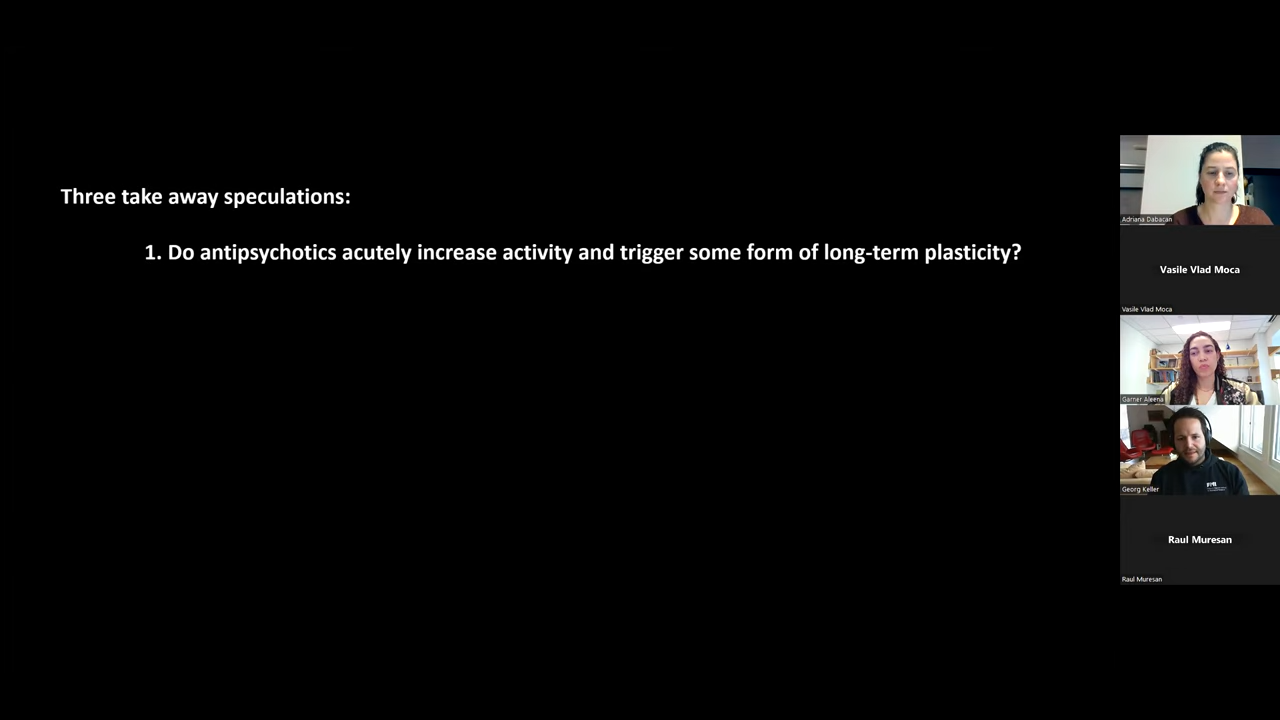 Three take away speculations:
1. Do antipsychotics acutely increase activity and trigger some form of long-term plasticity?
Adriana Dabacan
Vasile Vlad Moca
Vasile Vlad Moca
Garner Aleena
Georg Keller
Raul Muresan
Raul Muresan